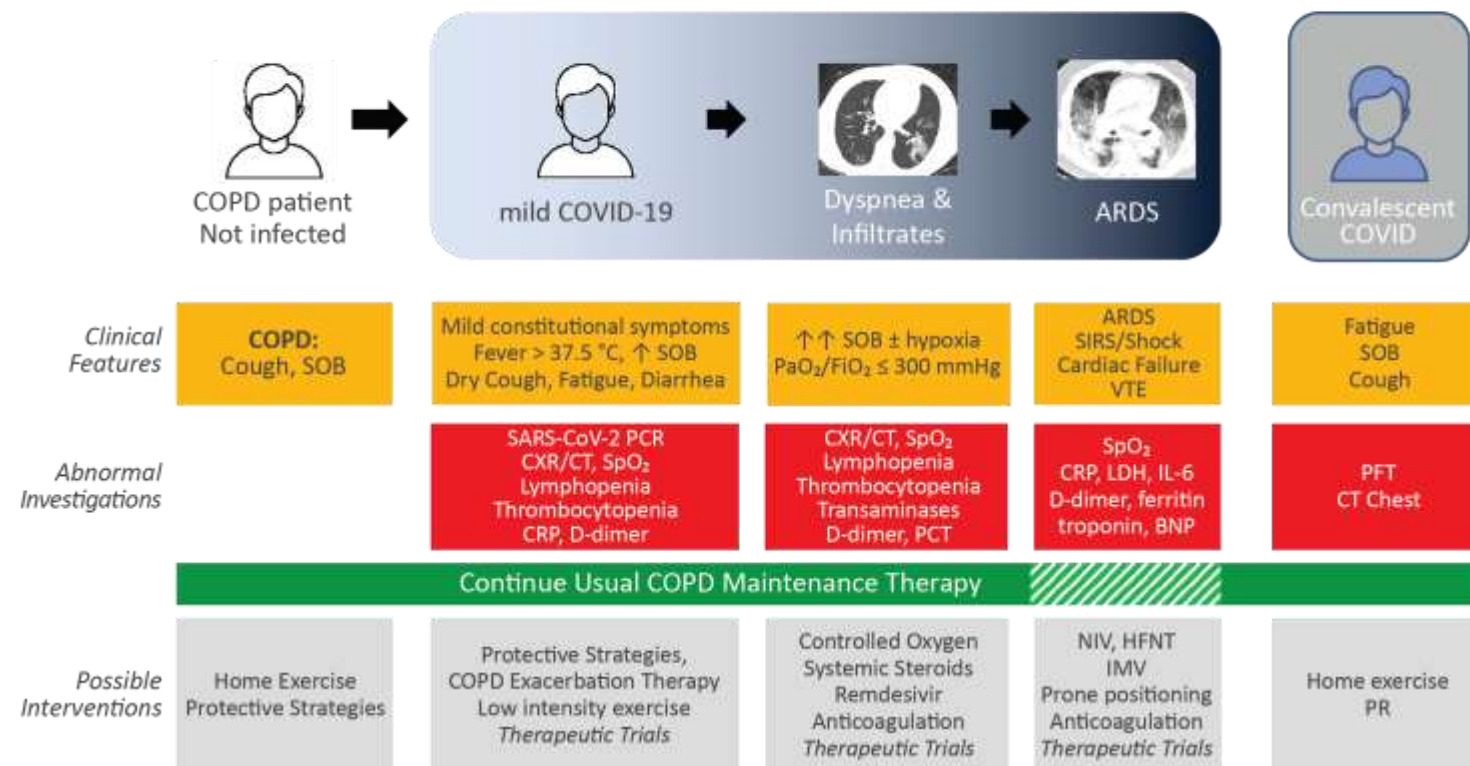 COPD patient
Not infected
mild COVID-19
Dyspnea &
Infiltrates
ARDS
Convalescent
COVID
Clinical
Features
COPD:
Cough, SOB
Mild constitutional symptoms
Fever > 37.5 °C, ↑ SOB
Dry Cough, Fatigue, Diarrhea
↑↑ SOB ± hypoxia
PaO₂/FiO₂ ≤ 300 mmHg
ARDS
SIRS/Shock
Cardiac Failure
VTE
Fatigue
SOB
Cough
Abnormal
Investigations
SARS-CoV-2 PCR
CXR/CT, SpO₂
Lymphopenia
Thrombocytopenia
CRP, D-dimer
CXR/CT, SpO₂
Lymphopenia
Thrombocytopenia
Transaminases
D-dimer, PCT
SpO₂
CRP, LDH, IL-6
D-dimer, ferritin
troponin, BNP
PFT
CT Chest
Continue Usual COPD Maintenance Therapy
Possible
Interventions
Home Exercise
Protective Strategies
Protective Strategies,
COPD Exacerbation Therapy
Low intensity exercise
Therapeutic Trials
Controlled Oxygen
Systemic Steroids
Remdesivir
Anticoagulation
Therapeutic Trials
NIV, HFNT
IMV
Prone positioning
Anticoagulation
Therapeutic Trials
Home exercise
PR